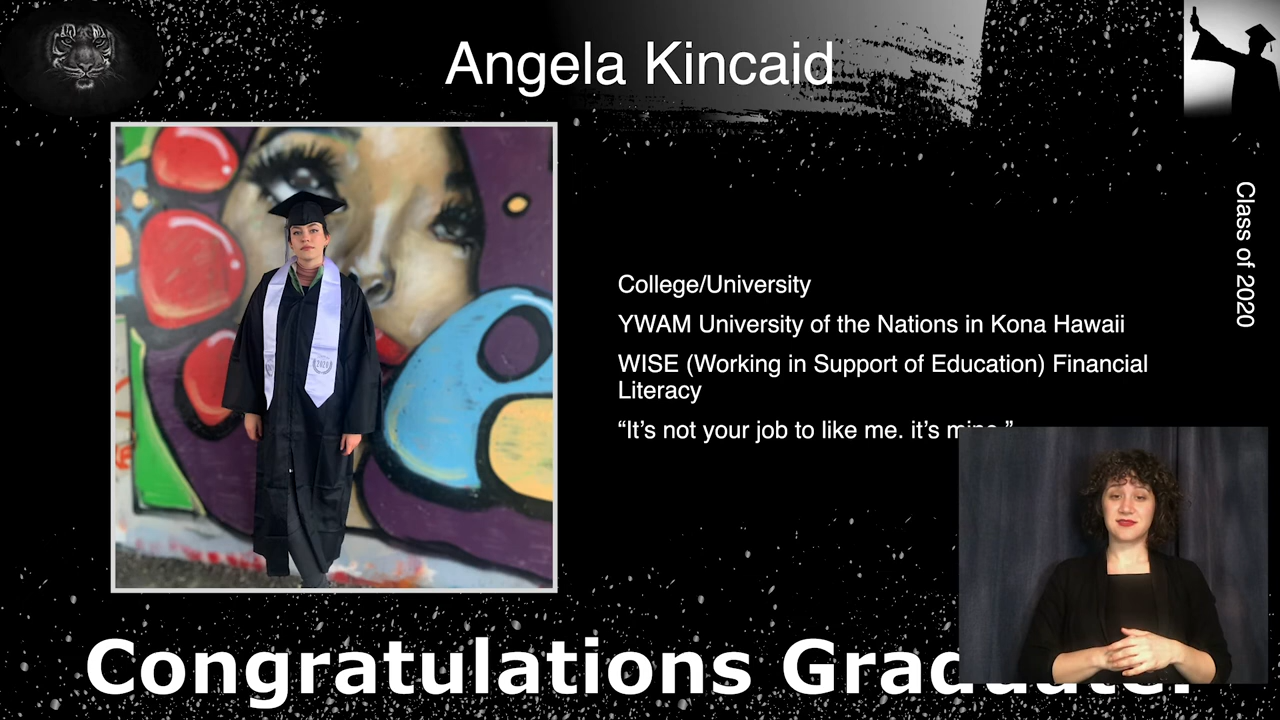 Angela Kincaid
Class of 2020
College/University
YWAM University of the Nations in Kona Hawaii
WISE (Working in Support of Education) Financial
Literacy
“It’s not your job to like me. it’s mine.”
2020
Congratulations